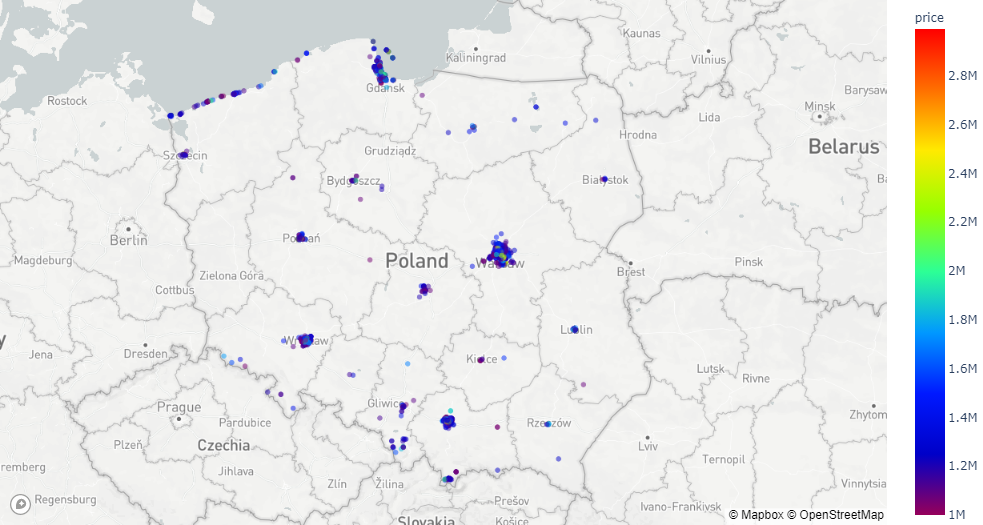 price
2.8M
2.6M
2.4M
2.2M
2M
1.8M
1.6M
1.4M
1.2M
1M
Kaunas
Kaliningrad
Vilnius
Rostock
Gdańsk
Barysaw
Minsk
Lida
Hrodna
Belarus
Szczecin
Grudziądz
Bydgoszcz
Białystok
Ba
Berlin
Poznań
Poland
Warsaw
Magdeburg
Zielona Góra
Brest
Pinsk
Cottbus
y
Jena
Dresden
Wrocław
Lublin
Kielce
Lutsk
Rivne
Prague
Gliwice
Pardubice
Rzeszów
Zhytom
Plzeň
Czechia
Lviv
Ternopil
remberg
Jihlava
Zlín
Žilina
Vinnytsia
Regensburg
Prešov
Ivano-Frankivsk
Slovakia
Košice
© Mapbox © OpenStreetMap